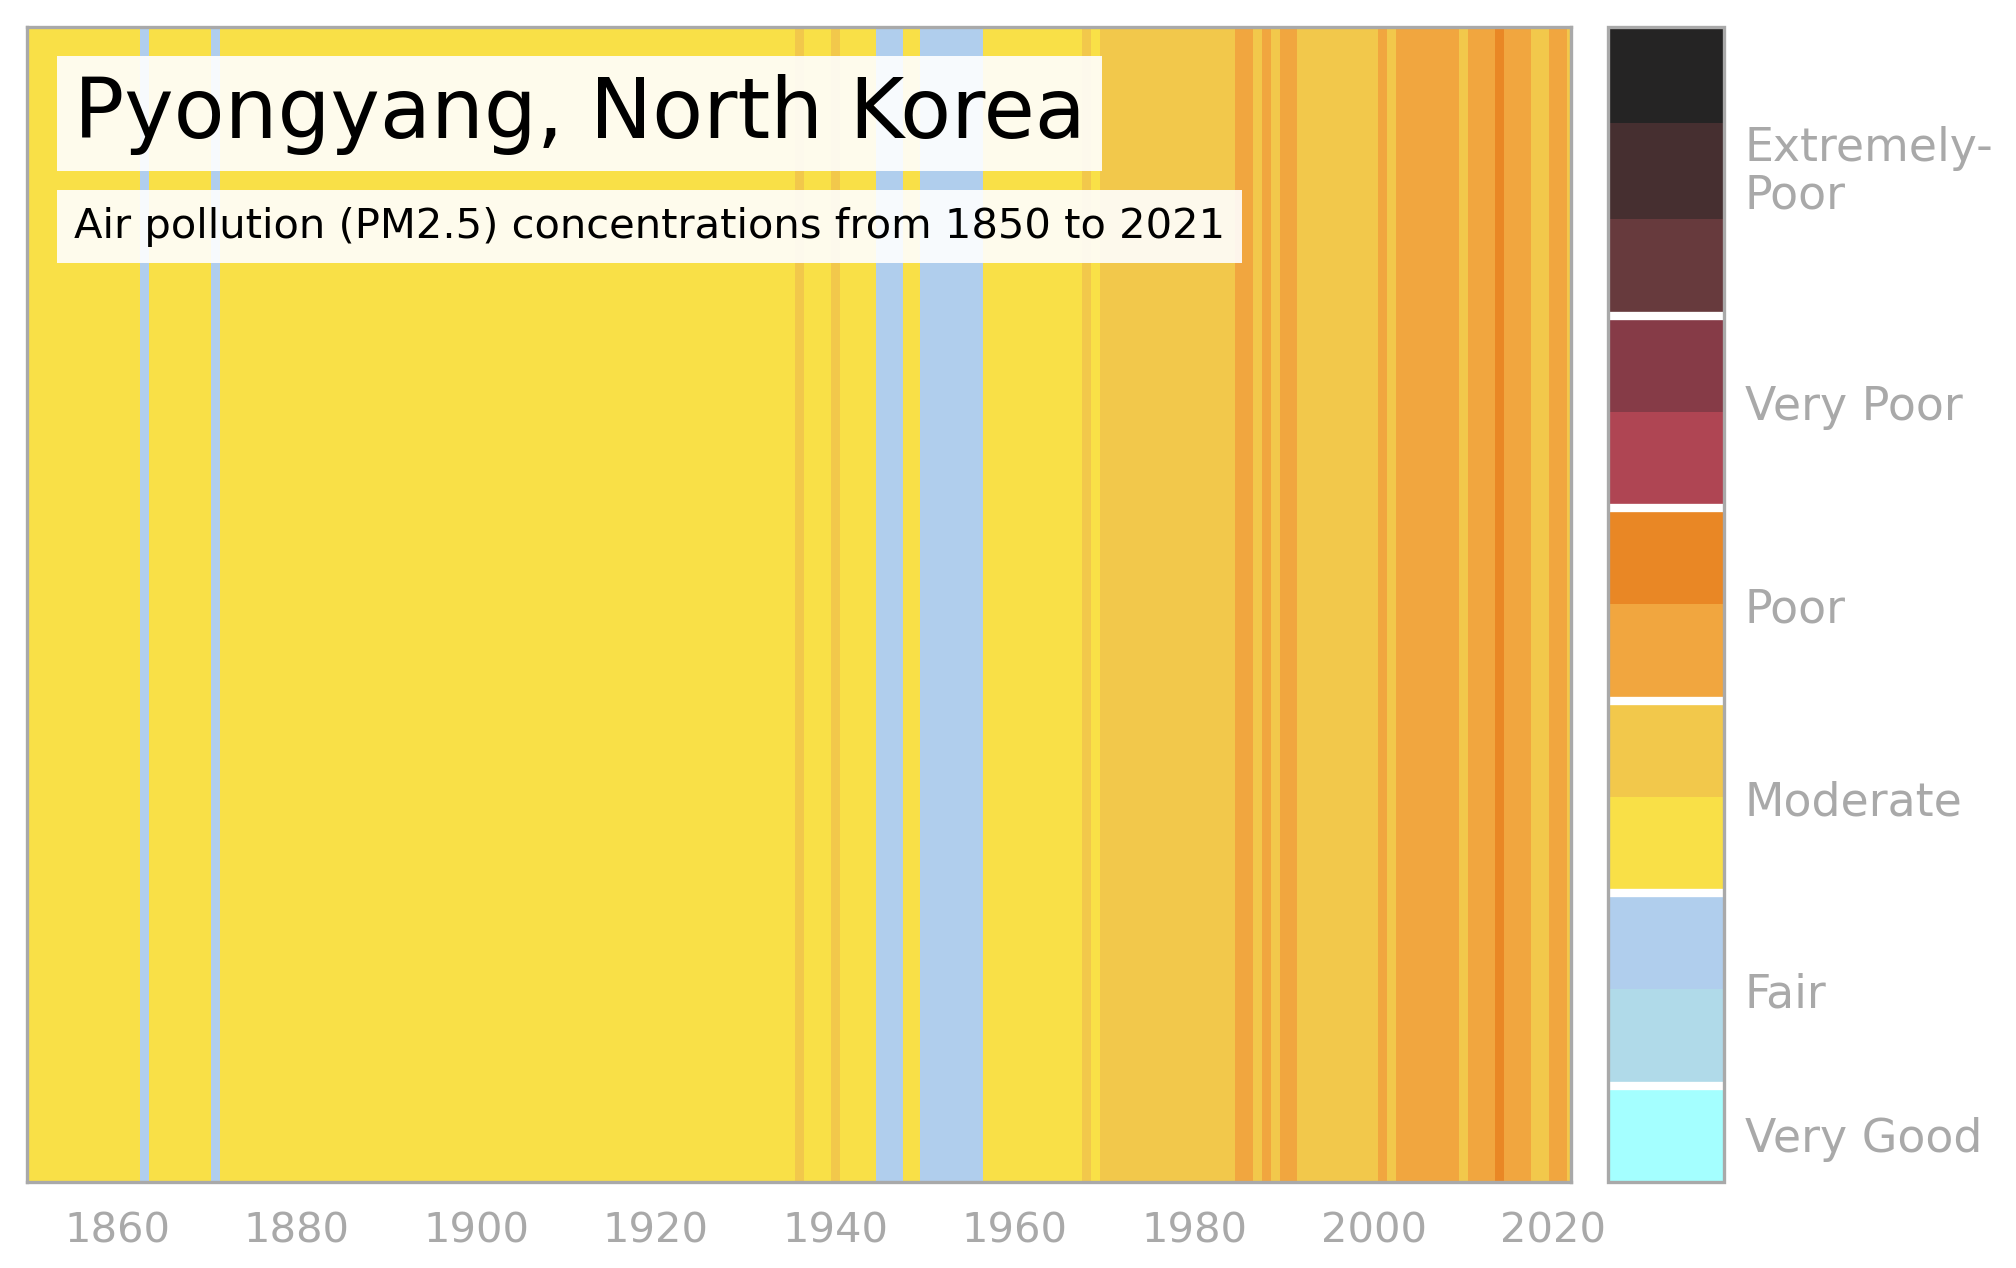 Pyongyang, North Korea
Air pollution (PM2.5) concentrations from 1850 to 2021
Extremely-
Poor
Very Poor
Poor
Moderate
Fair
Very Good
1860 1880 1900 1920 1940 1960 1980 2000 2020